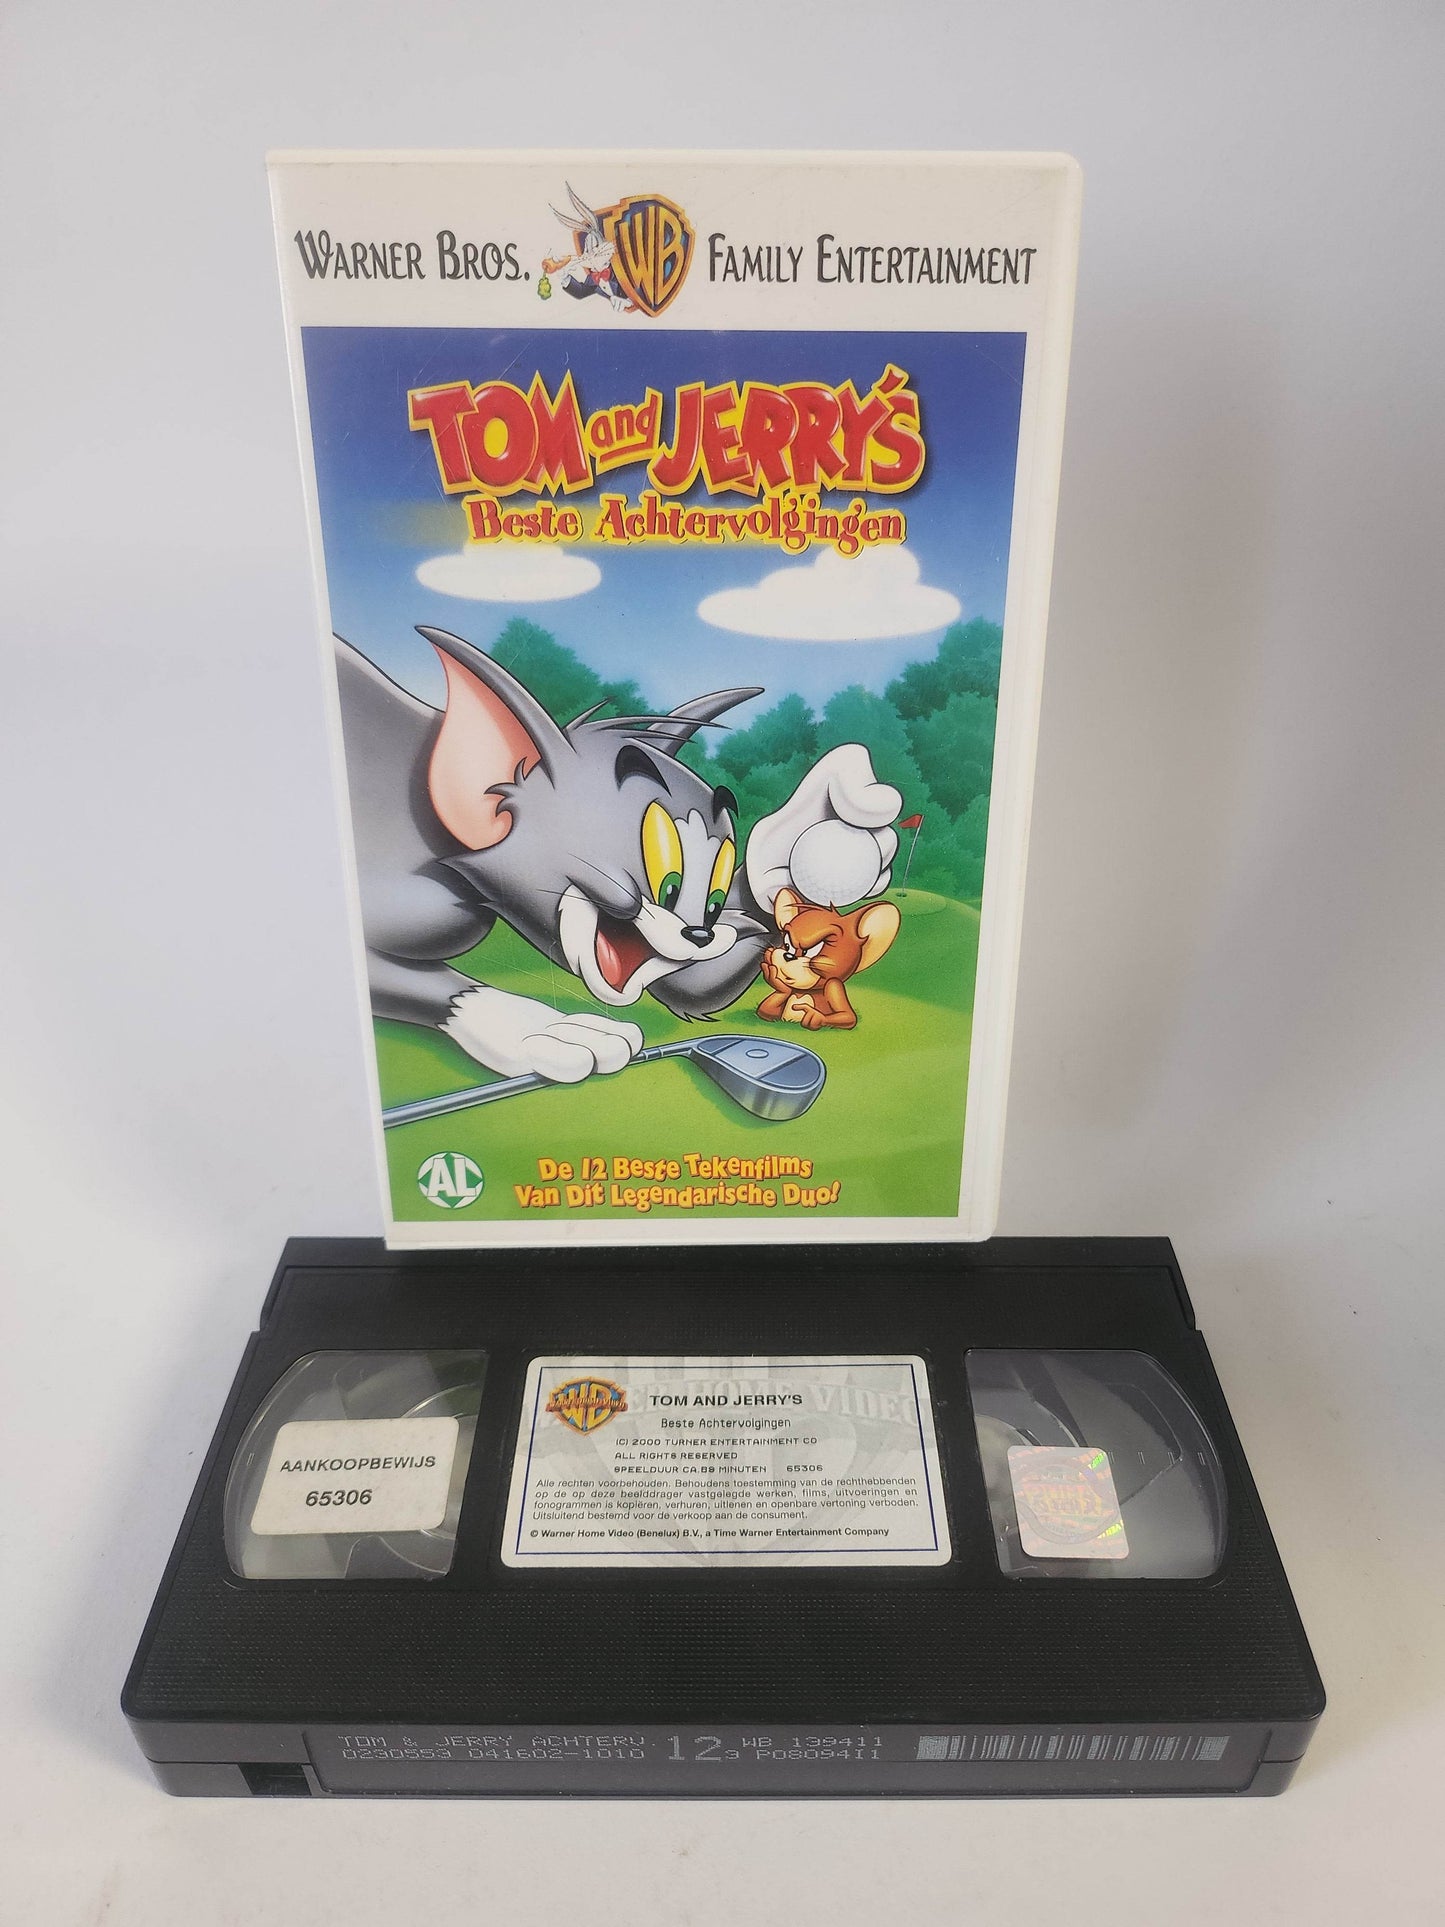 WARNER BROS. WB FAMILY ENTERTAINMENT
TOM and JERRY'S
Beste Achtervolgingen
AL
De 12 Beste Tekenfilms
Van Dit Legendarische Duo!
AANKOOPBEWIJS
65306
WB
TOM AND JERRY'S
Beste Achtervolgingen
(C) 2000 TURNER ENTERTAINMENT CO
ALL RIGHTS RESERVED
SPEELDUUR CA.89 MINUTEN 65306
Alle rechten voorbehouden. Behoudens toestemming van de rechthebbenden
op de op deze beelddrager vastgelegde werken, films, uitvoeringen en
fonogrammen is kopiëren, verhuren, uitlenen en openbare vertoning verboden.
Uitsluitend bestemd voor de verkoop aan de consument.
© Warner Home Video (Benelux) B.V., a Time Warner Entertainment Company
TOM & JERRY ACHTERV. 12 WB 139411
0230553 041602-1010 3 P08094I1